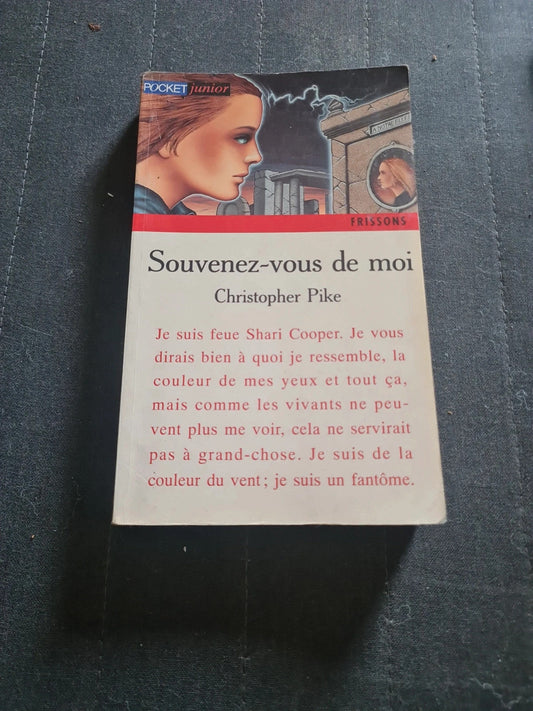 POCKET junior
A NOTRE FILLE
FRISSONS
Souvenez-vous de moi
Christopher Pike
Je suis feue Shari Cooper. Je vous
dirais bien à quoi je ressemble, la
couleur de mes yeux et tout ça,
mais comme les vivants ne peu-
vent plus me voir, cela ne servirait
pas à grand-chose. Je suis de la
couleur du vent ; je suis un fantôme.